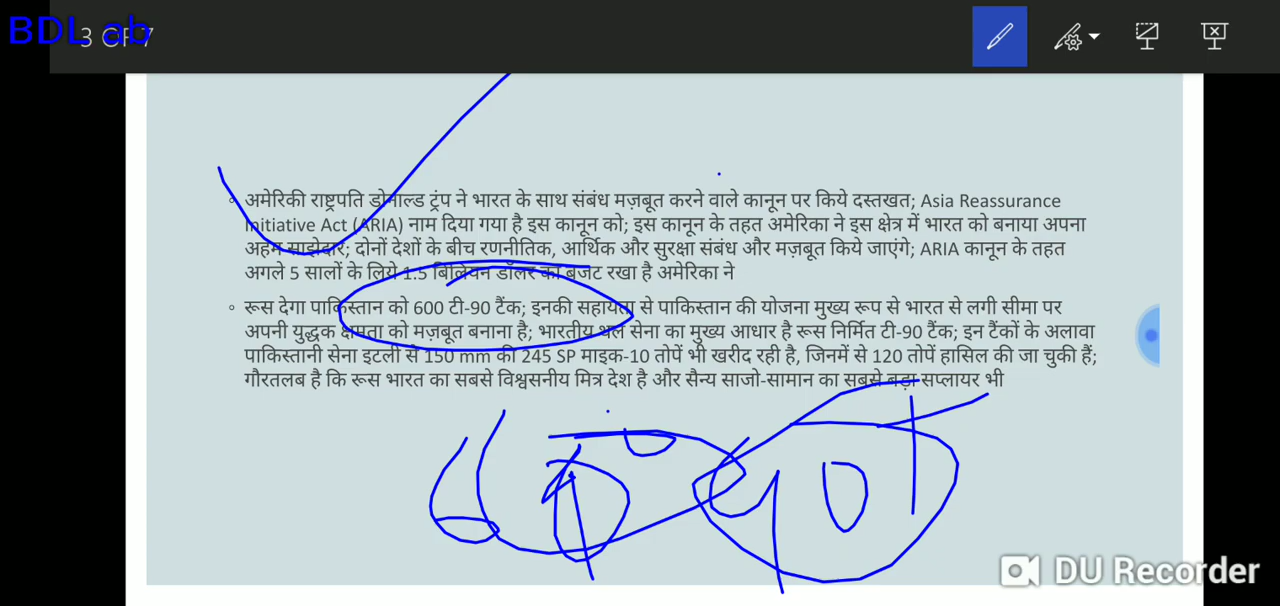 BDL ab
3 OF 7
◦ अमेरिकी राष्ट्रपति डोनाल्ड ट्रंप ने भारत के साथ संबंध मज़बूत करने वाले कानून पर किये दस्तखत; Asia Reassurance
Initiative Act (ARIA) नाम दिया गया है इस कानून को; इस कानून के तहत अमेरिका ने इस क्षेत्र में भारत को बनाया अपना
अहम साझेदार; दोनों देशों के बीच रणनीतिक, आर्थिक और सुरक्षा संबंध और मज़बूत किये जाएंगे; ARIA कानून के तहत
अगले 5 सालों के लिये 1.5 बिलियन डॉलर का बजट रखा है अमेरिका ने
◦ रूस देगा पाकिस्तान को 600 टी-90 टैंक; इनकी सहायता से पाकिस्तान की योजना मुख्य रूप से भारत से लगी सीमा पर
अपनी युद्धक क्षमता को मज़बूत बनाना है; भारतीय थल सेना का मुख्य आधार है रूस निर्मित टी-90 टैंक; इन टैंकों के अलावा
पाकिस्तानी सेना इटली से 150 mm की 245 SP माइक-10 तोपें भी खरीद रही है, जिनमें से 120 तोपें हासिल की जा चुकी हैं;
गौरतलब है कि रूस भारत का सबसे विश्वसनीय मित्र देश है और सैन्य साजो-सामान का सबसे बड़ा सप्लायर भी
DU Recorder